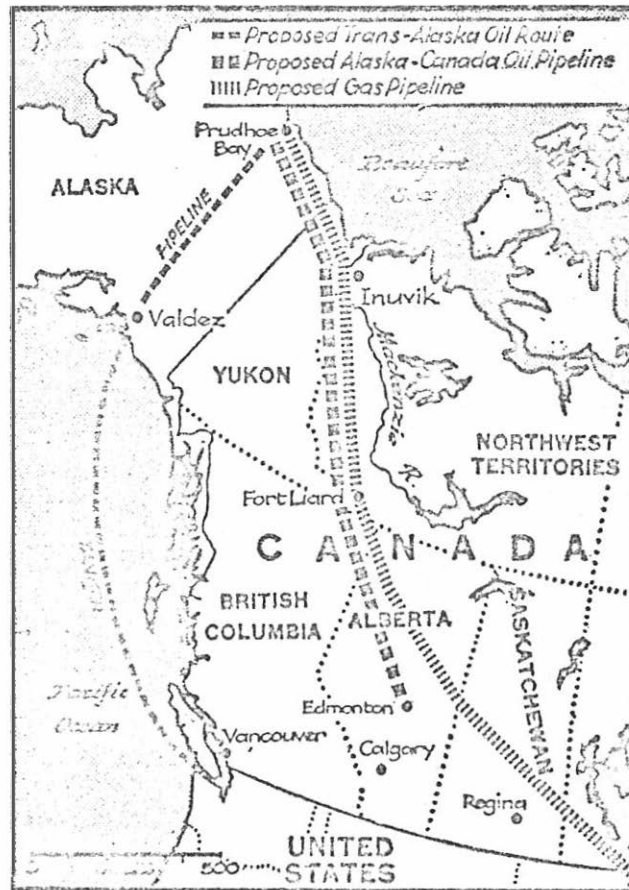 Proposed Trans-Alaska Oil Route
Proposed Alaska-Canada Oil Pipeline
Proposed Gas Pipeline
Prudhoe
Bay
Beaufort
Sea
ALASKA
PIPELINE
Inuvik
Valdez
YUKON
Mackenzie
R.
NORTHWEST
TERRITORIES
Fort Liard
CANADA
BRITISH
COLUMBIA
ALBERTA
SASKATCHEWAN
Pacific
Ocean
Edmonton
Vancouver
Calgary
Regina
UNITED
STATES
0
500